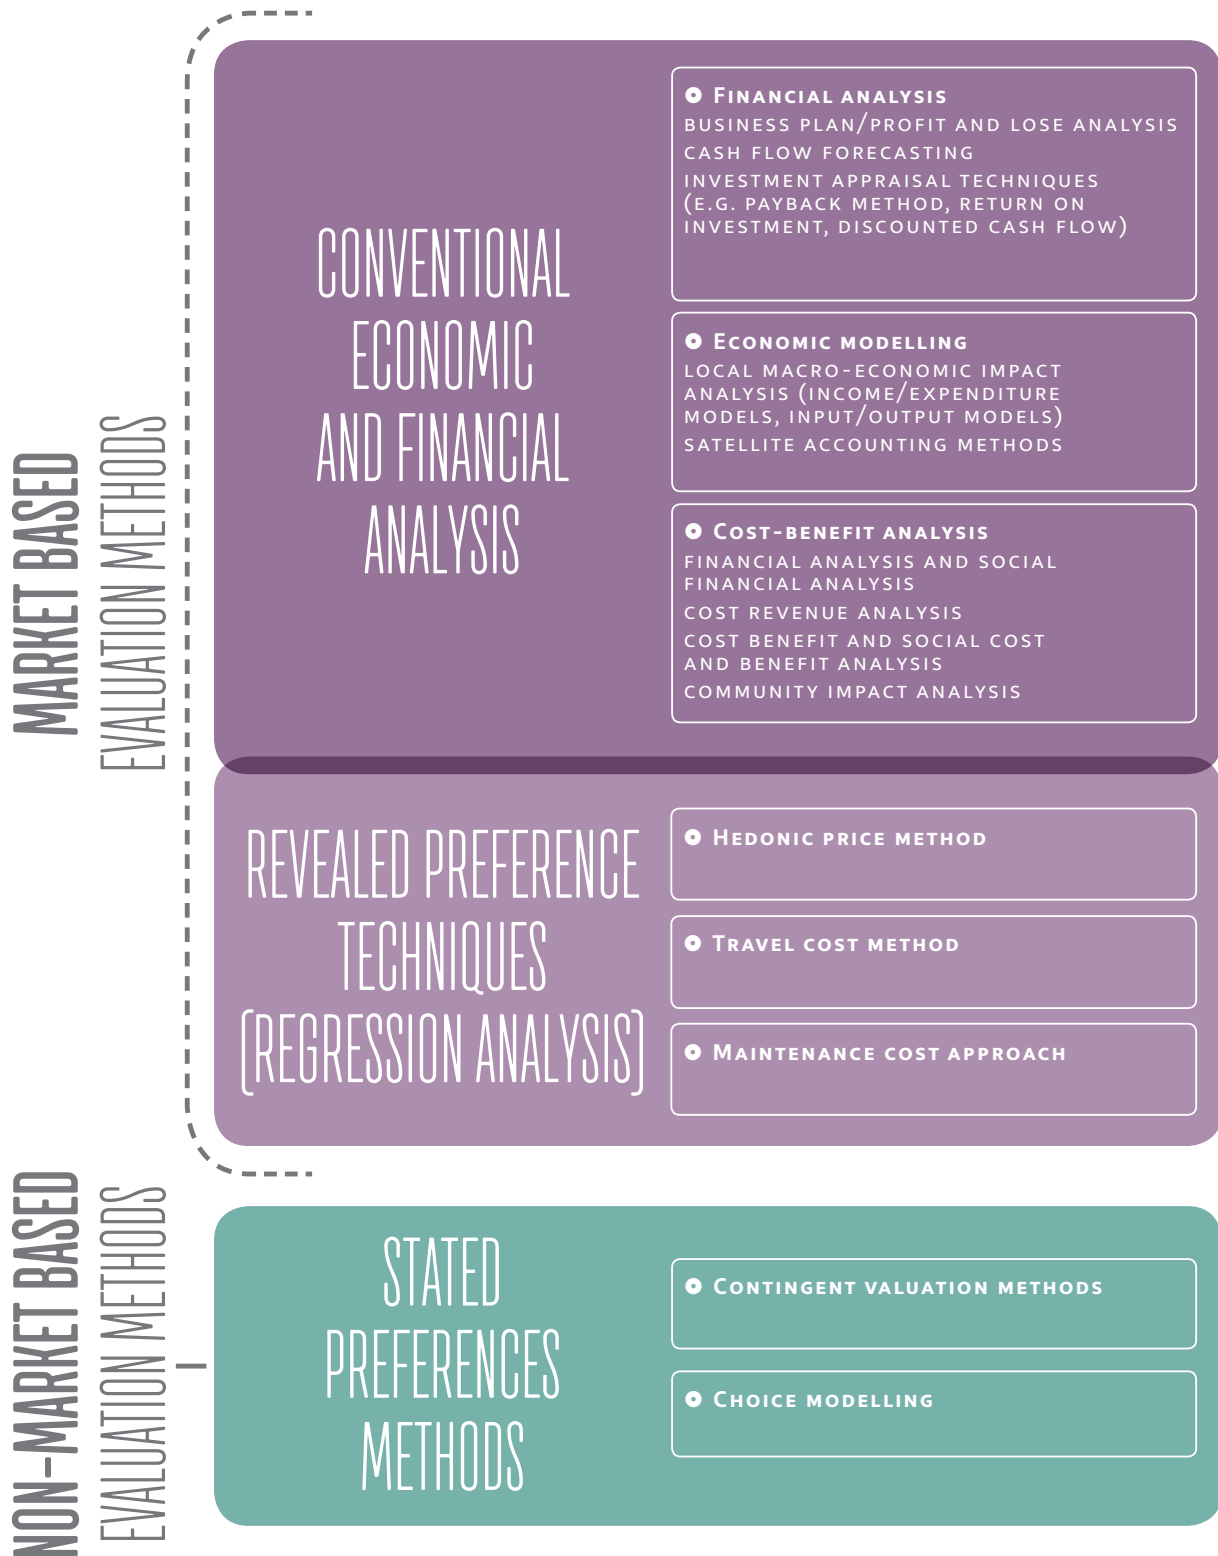 MARKET BASED
EVALUATION METHODS
CONVENTIONAL
ECONOMIC
AND FINANCIAL
ANALYSIS
Financial analysis
business plan/profit and lose analysis
cash flow forecasting
investment appraisal techniques
(e.g. payback method, return on
investment, discounted cash flow)
Economic modelling
local macro-economic impact
analysis (income/expenditure
models, input/output models)
satellite accounting methods
Cost-benefit analysis
financial analysis and social
financial analysis
cost revenue analysis
cost benefit and social cost
and benefit analysis
community impact analysis
REVEALED PREFERENCE
TECHNIQUES
(REGRESSION ANALYSIS)
Hedonic price method
Travel cost method
Maintenance cost approach
NON-MARKET BASED
EVALUATION METHODS
STATED
PREFERENCES
METHODS
Contingent valuation methods
Choice modelling